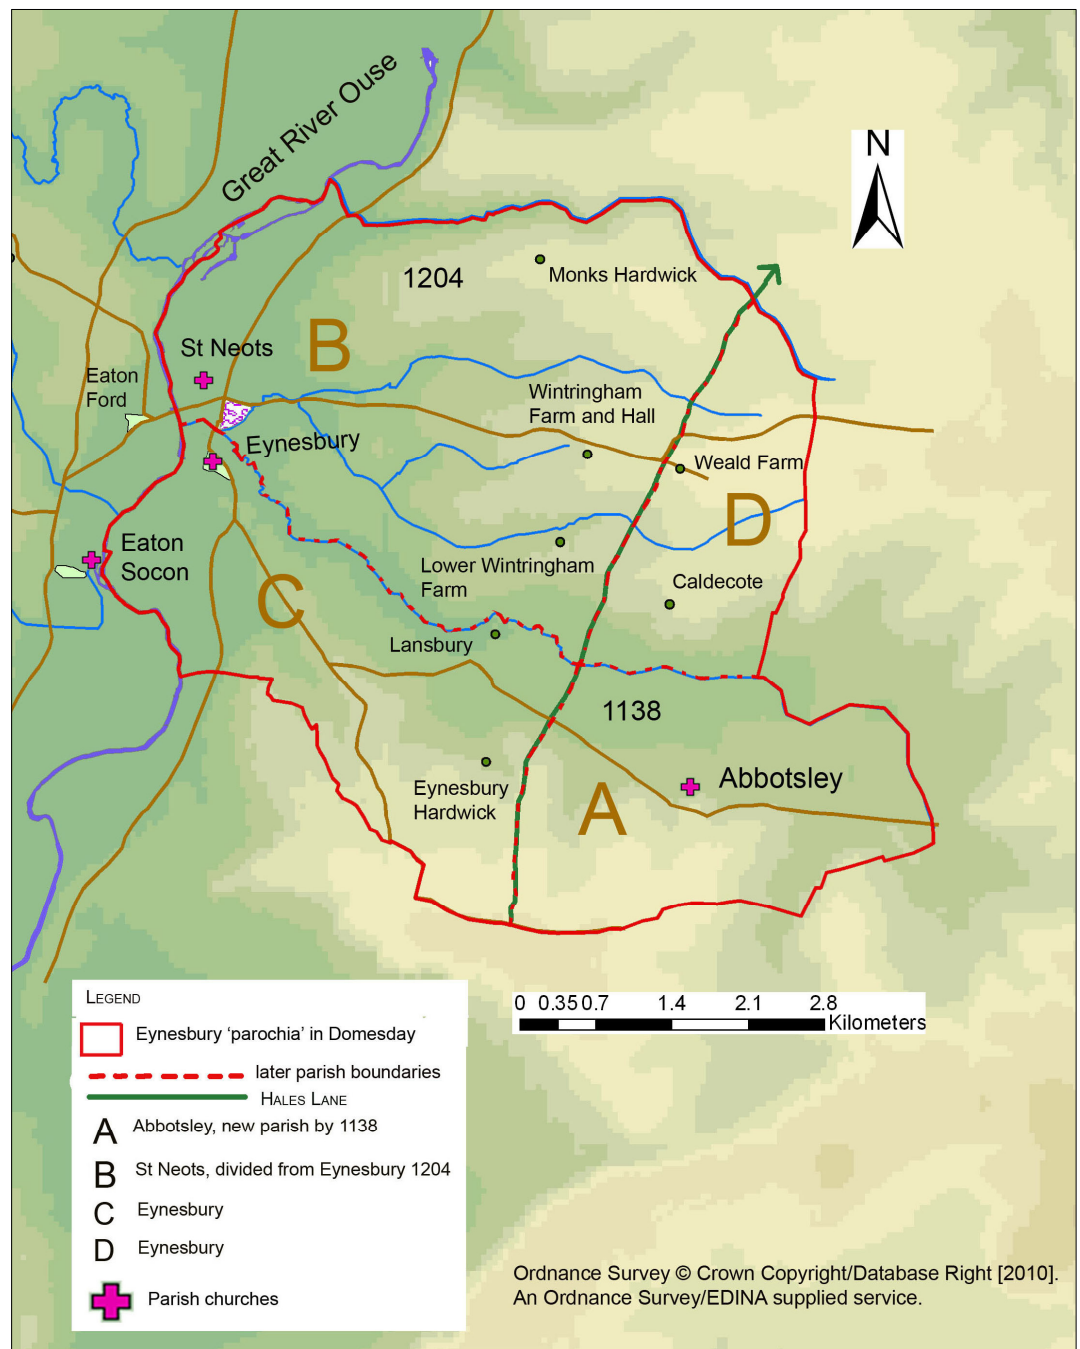 Great River Ouse
N
1204
Monks Hardwick
B
St Neots
Eaton
Ford
Wintringham
Farm and Hall
Eynesbury
Weald Farm
D
Eaton
Socon
Lower Wintringham
Farm
Caldecote
C
Lansbury
1138
Abbotsley
Eynesbury
Hardwick
A
LEGEND
Eynesbury ‘parochia’ in Domesday
later parish boundaries
HALES LANE
A Abbotsley, new parish by 1138
B St Neots, divided from Eynesbury 1204
C Eynesbury
D Eynesbury
Parish churches
0 0.35 0.7 1.4 2.1 2.8
Kilometers
Ordnance Survey © Crown Copyright/Database Right [2010].
An Ordnance Survey/EDINA supplied service.